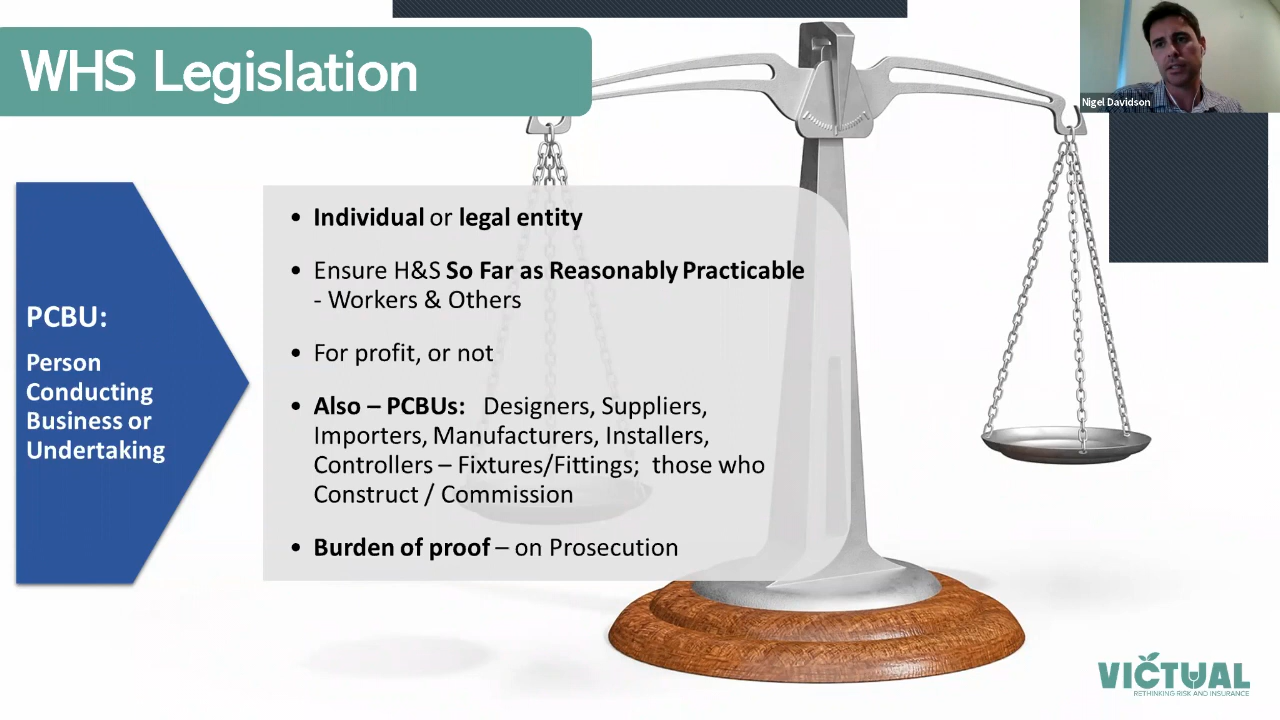 WHS Legislation
Nigel Davidson
PCBU:
Person
Conducting
Business or
Undertaking
• Individual or legal entity
• Ensure H&S So Far as Reasonably Practicable
- Workers & Others
• For profit, or not
• Also – PCBUs: Designers, Suppliers,
Importers, Manufacturers, Installers,
Controllers – Fixtures/Fittings; those who
Construct / Commission
• Burden of proof – on Prosecution
VICTUAL
RETHINKING RISK AND INSURANCE